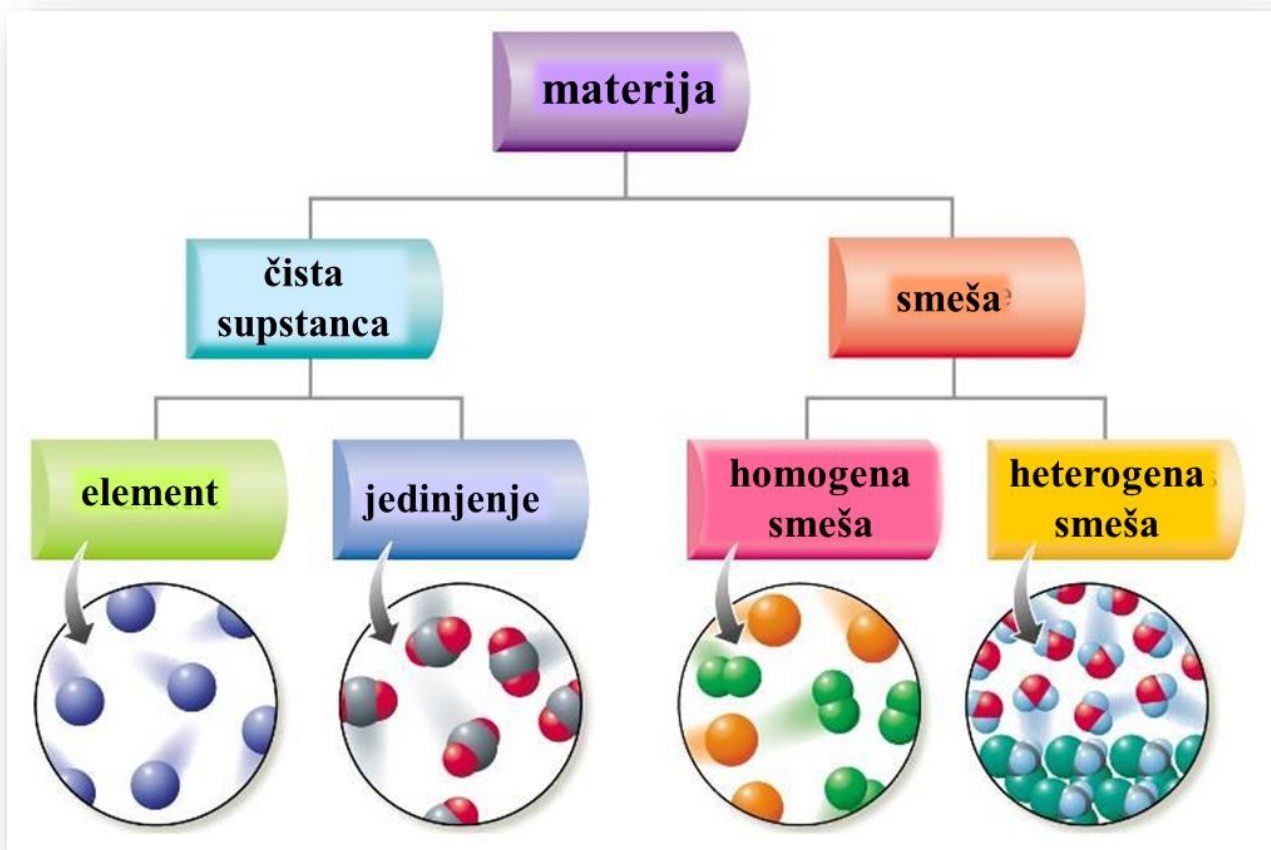 materija
čista
supstanca
smeša
element
jedinjenje
homogena
smeša
heterogena
smeša